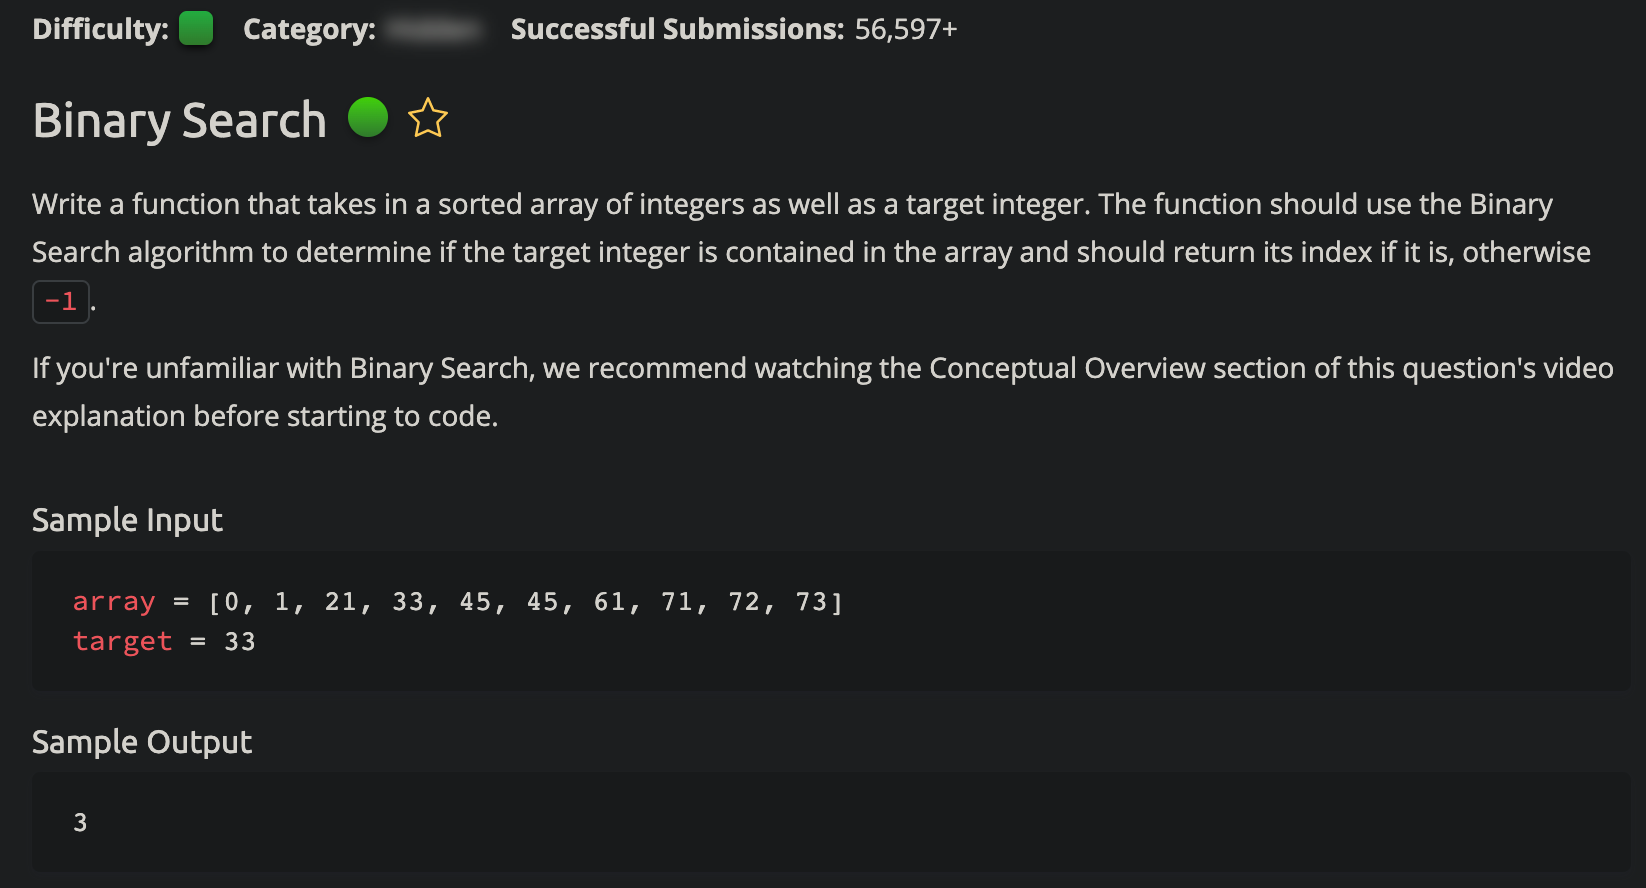 Difficulty: Category: Successful Submissions: 56,597+
Binary Search
Write a function that takes in a sorted array of integers as well as a target integer. The function should use the Binary
Search algorithm to determine if the target integer is contained in the array and should return its index if it is, otherwise
-1.
If you're unfamiliar with Binary Search, we recommend watching the Conceptual Overview section of this question's video
explanation before starting to code.
Sample Input
array = [0, 1, 21, 33, 45, 45, 61, 71, 72, 73]
target = 33
Sample Output
3